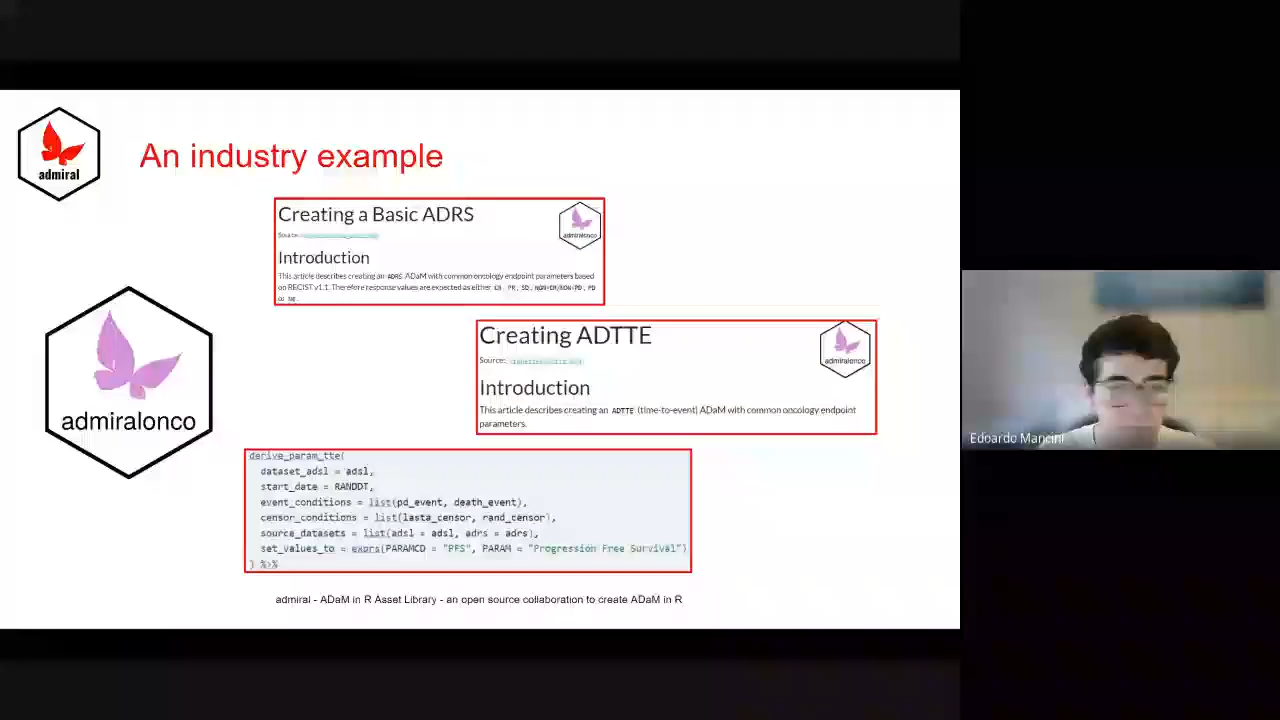 admiral
An industry example
Creating a Basic ADRS
admiralonco
Source:
Introduction
This article describes creating an ADRS ADaM with common oncology endpoint parameters based
on RECIST v1.1. Therefore response values are expected as either CR, PR, SD, NON-CR/NON-PD, PD
or NE.
Creating ADTTE
admiralonco
Source:
Introduction
This article describes creating an ADTTE (time-to-event) ADaM with common oncology endpoint
parameters.
admiralonco
derive_param_tte(
dataset_adsl = adsl,
start_date = RANDDT,
event_conditions = list(pd_event, death_event),
censor_conditions = list(lasta_censor, rand_censor),
source_datasets = list(adsl = adsl, adrs = adrs),
set_values_to = exprs(PARAMCD = "PFS", PARAM = "Progression Free Survival")
) %>%
admiral - ADaM in R Asset Library - an open source collaboration to create ADaM in R
Edoardo Mancini